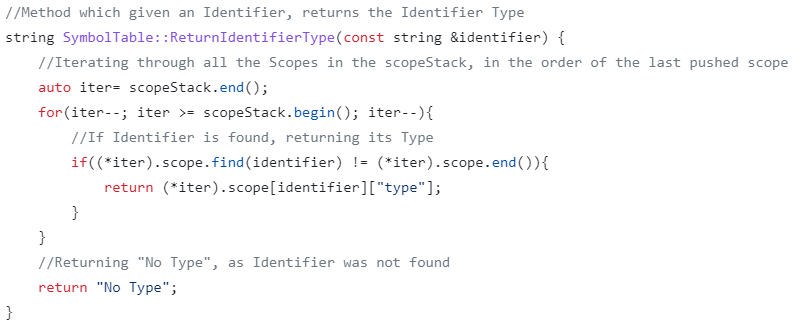 //Method which given an Identifier, returns the Identifier Type
string SymbolTable::ReturnIdentifierType(const string &identifier) {
    //Iterating through all the Scopes in the scopeStack, in the order of the last pushed scope
    auto iter= scopeStack.end();
    for(iter--; iter >= scopeStack.begin(); iter--){
        //If Identifier is found, returning its Type
        if((*iter).scope.find(identifier) != (*iter).scope.end()){
            return (*iter).scope[identifier]["type"];
        }
    }
    //Returning "No Type", as Identifier was not found
    return "No Type";
}